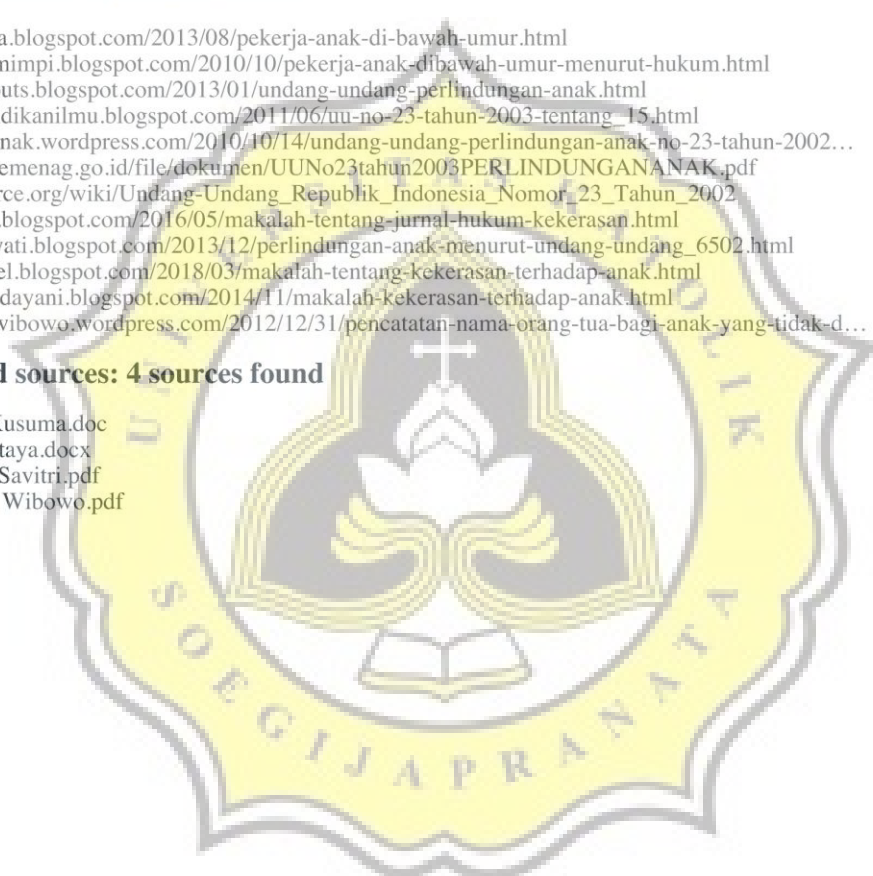 a.blogspot.com/2013/08/pekerja-anak-di-bawah-umur.html
nimpi.blogspot.com/2010/10/pekerja-anak-dibawah-umur-menurut-hukum.html
outs.blogspot.com/2013/01/undang-undang-perlindungan-anak.html
dikanilmu.blogspot.com/2011/06/uu-no-23-tahun-2003-tentang_15.html
nak.wordpress.com/2010/10/14/undang-undang-perlindungan-anak-no-23-tahun-2002…
emenag.go.id/file/dokumen/UUNo23tahun2003PERLINDUNGANANAK.pdf
rce.org/wiki/Undang-Undang_Republik_Indonesia_Nomor_23_Tahun_2002
.blogspot.com/2016/05/makalah-tentang-jurnal-hukum-kekerasan.html
vati.blogspot.com/2013/12/perlindungan-anak-menurut-undang-undang_6502.html
el.blogspot.com/2018/03/makalah-tentang-kekerasan-terhadap-anak.html
dayani.blogspot.com/2014/11/makalah-kekerasan-terhadap-anak.html
vibowo.wordpress.com/2012/12/31/pencatatan-nama-orang-tua-bagi-anak-yang-tidak-d…
d sources: 4 sources found
Kusuma.doc
taya.docx
Savitri.pdf
Wibowo.pdf
UNIVERSITAS KATOLIK
SOEGIJAPRANATA